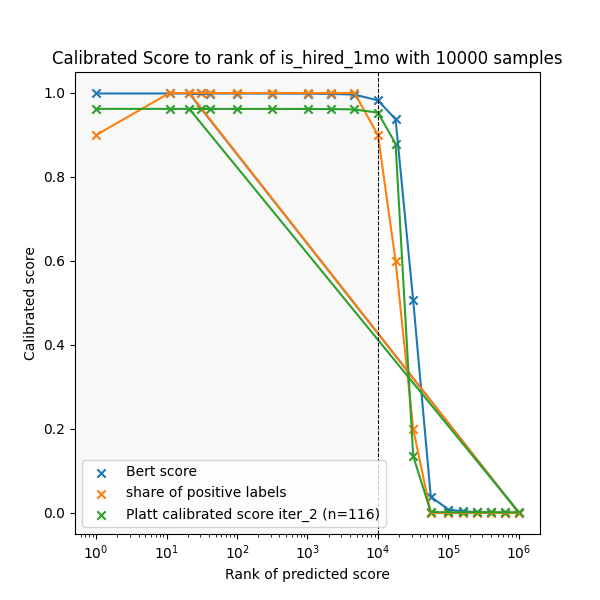 Calibrated Score to rank of is_hired_1mo with 10000 samples
Calibrated score
1.0
0.8
0.6
0.4
0.2
0.0
Bert score
share of positive labels
Platt calibrated score iter_2 (n=116)
10⁰ 10¹ 10² 10³ 10⁴ 10⁵ 10⁶
Rank of predicted score